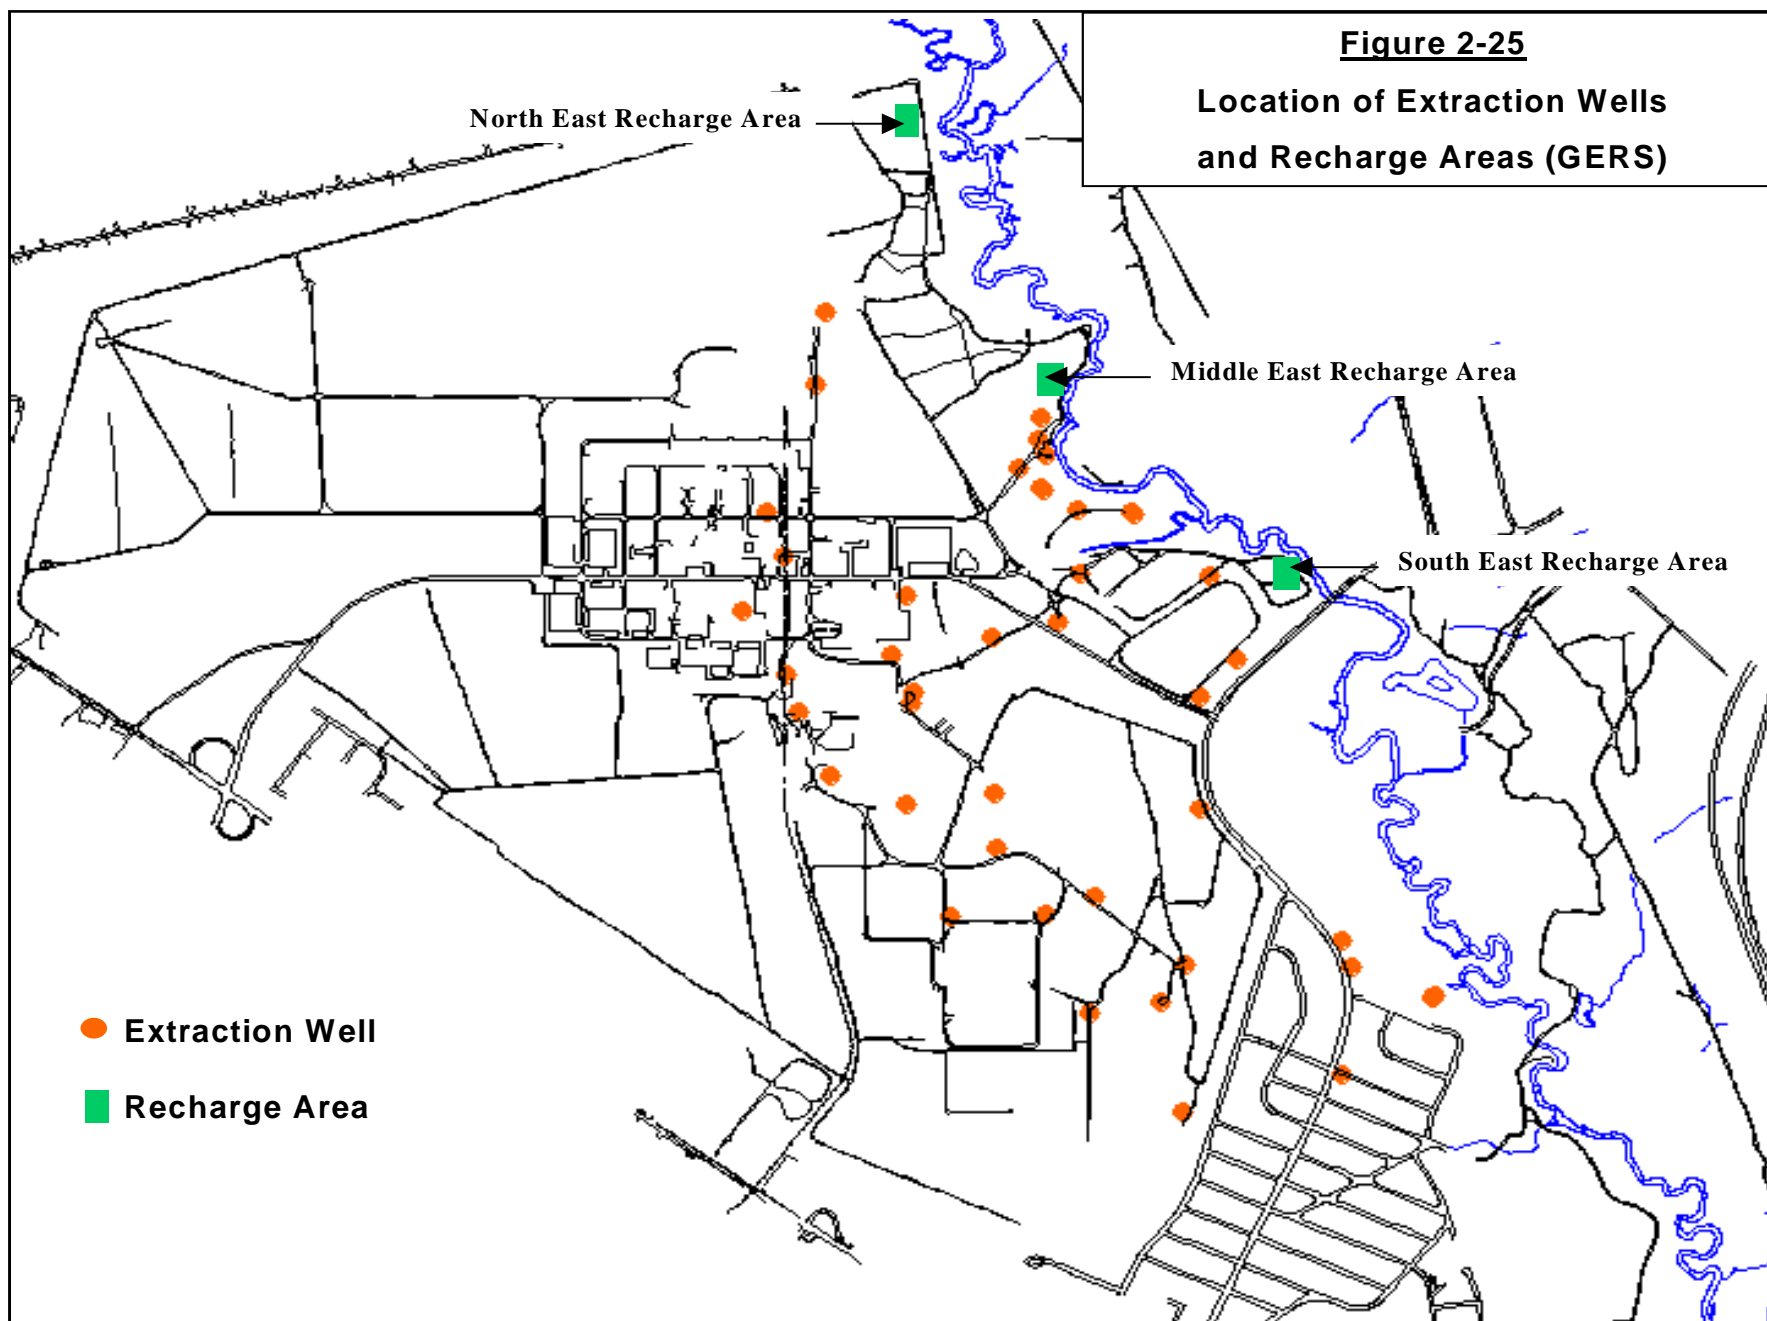 Figure 2-25
Location of Extraction Wells
and Recharge Areas (GERS)
North East Recharge Area
Middle East Recharge Area
South East Recharge Area
Extraction Well
Recharge Area